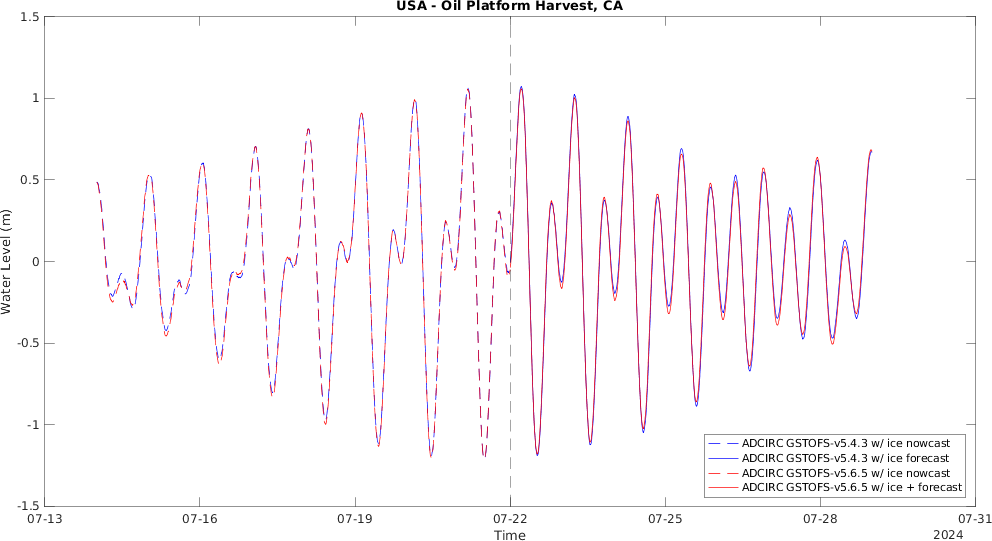 USA - Oil Platform Harvest, CA
1.5
1
0.5
0
-0.5
-1
-1.5
Water Level (m)
07-13
07-16
07-19
07-22
07-25
07-28
07-31
Time
2024
ADCIRC GSTOFS-v5.4.3 w/ ice nowcast
ADCIRC GSTOFS-v5.4.3 w/ ice forecast
ADCIRC GSTOFS-v5.6.5 w/ ice nowcast
ADCIRC GSTOFS-v5.6.5 w/ ice + forecast